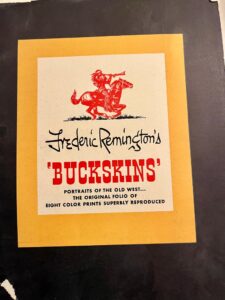 Frederic Remington's
'BUCKSKINS'
PORTRAITS OF THE OLD WEST...
THE ORIGINAL FOLIO OF
EIGHT COLOR PRINTS SUPERBLY REPRODUCED